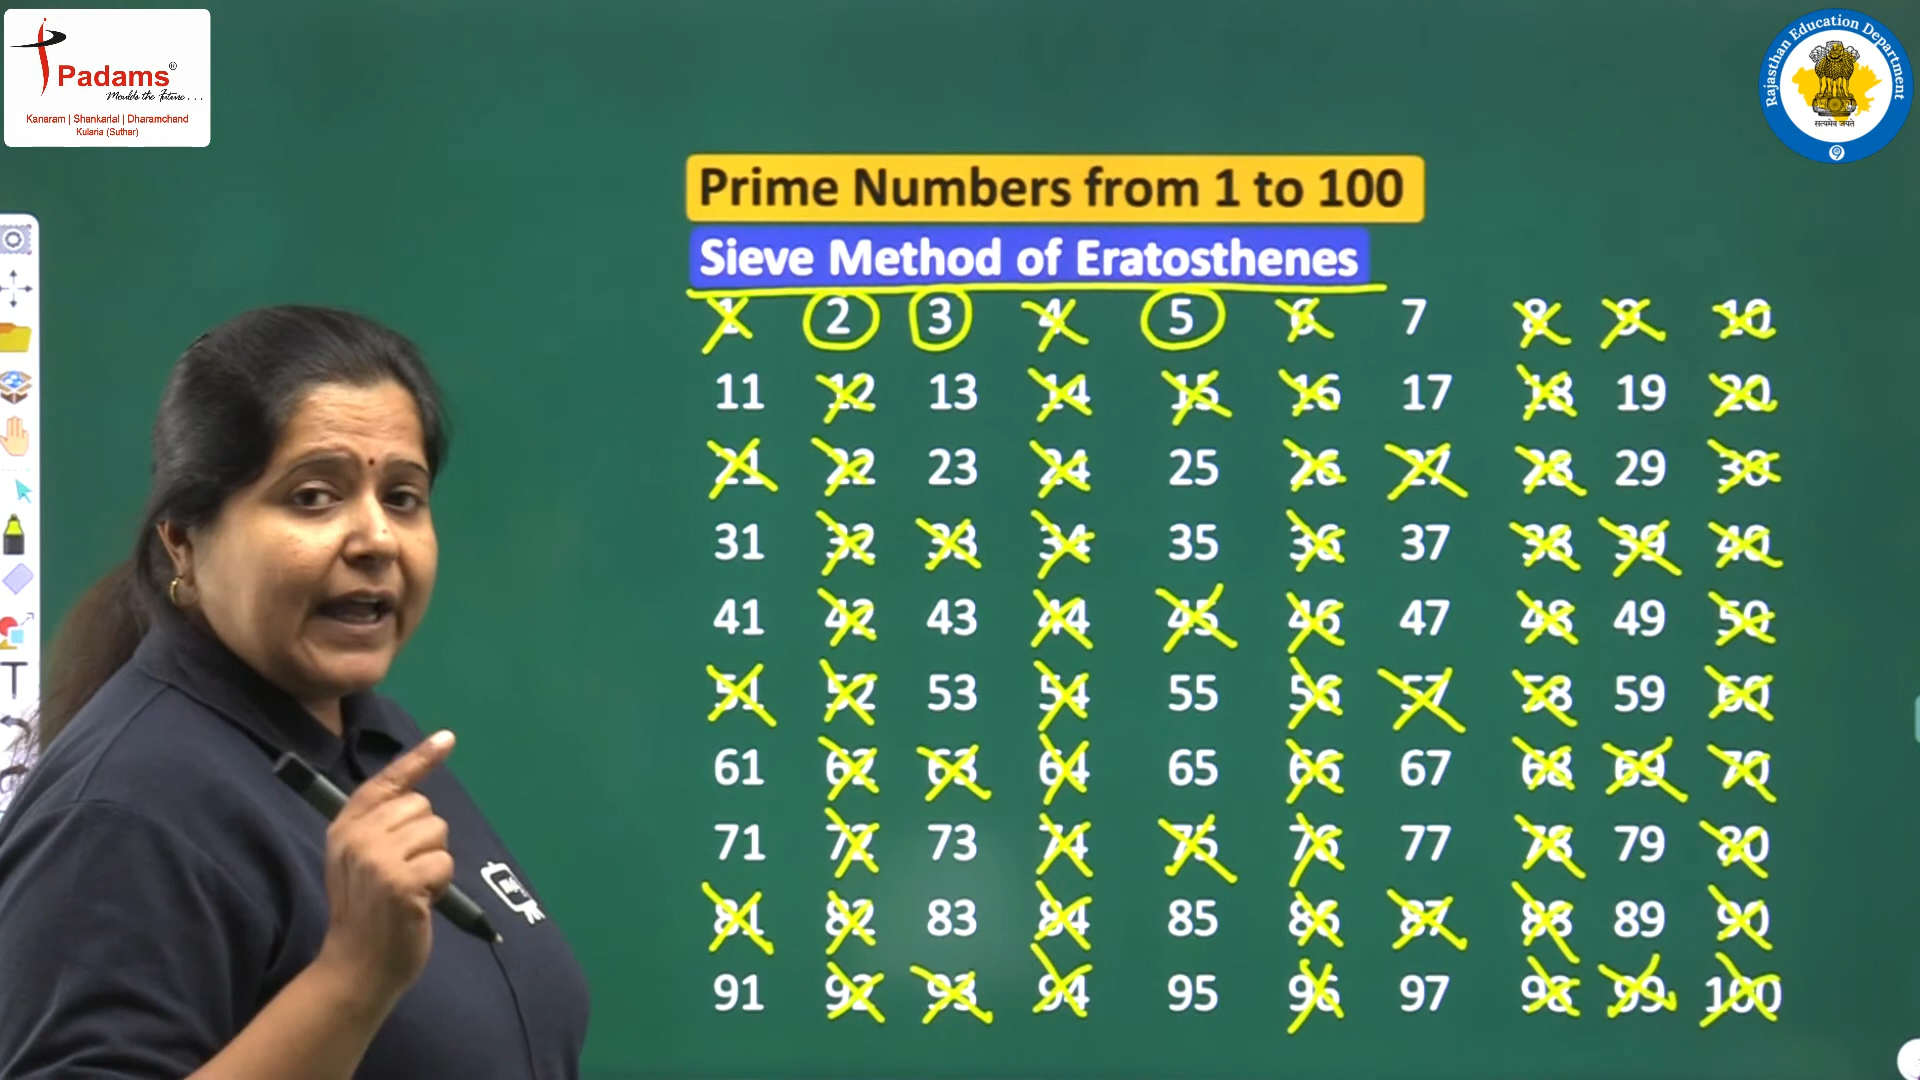 Padams®
Moulds the Future . . .
Kanaram | Shankarlal | Dharamchand
Kularia (Suthar)
Rajasthan Education Department
सत्यमेव जयते
Prime Numbers from 1 to 100
Sieve Method of Eratosthenes
1 2 3 4 5 6 7 8 9 10
11 12 13 14 15 16 17 18 19 20
21 22 23 24 25 26 27 28 29 30
31 32 33 34 35 36 37 38 39 40
41 42 43 44 45 46 47 48 49 50
51 52 53 54 55 56 57 58 59 60
61 62 63 64 65 66 67 68 69 70
71 72 73 74 75 76 77 78 79 80
81 82 83 84 85 86 87 88 89 90
91 92 93 94 95 96 97 98 99 100
T